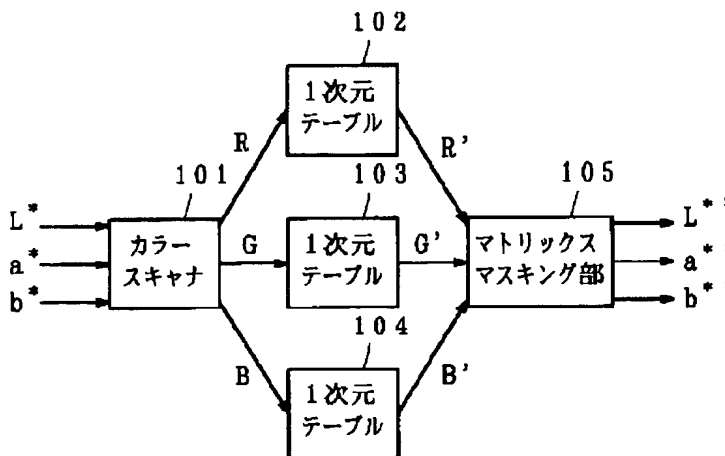 102
1次元
テーブル
R
R'
101
103
105
L*
a*
b*
カラー
スキャナ
G
1次元
テーブル
G'
マトリックス
マスキング部
L*'
a*
b*
104
B
B'
1次元
テーブル